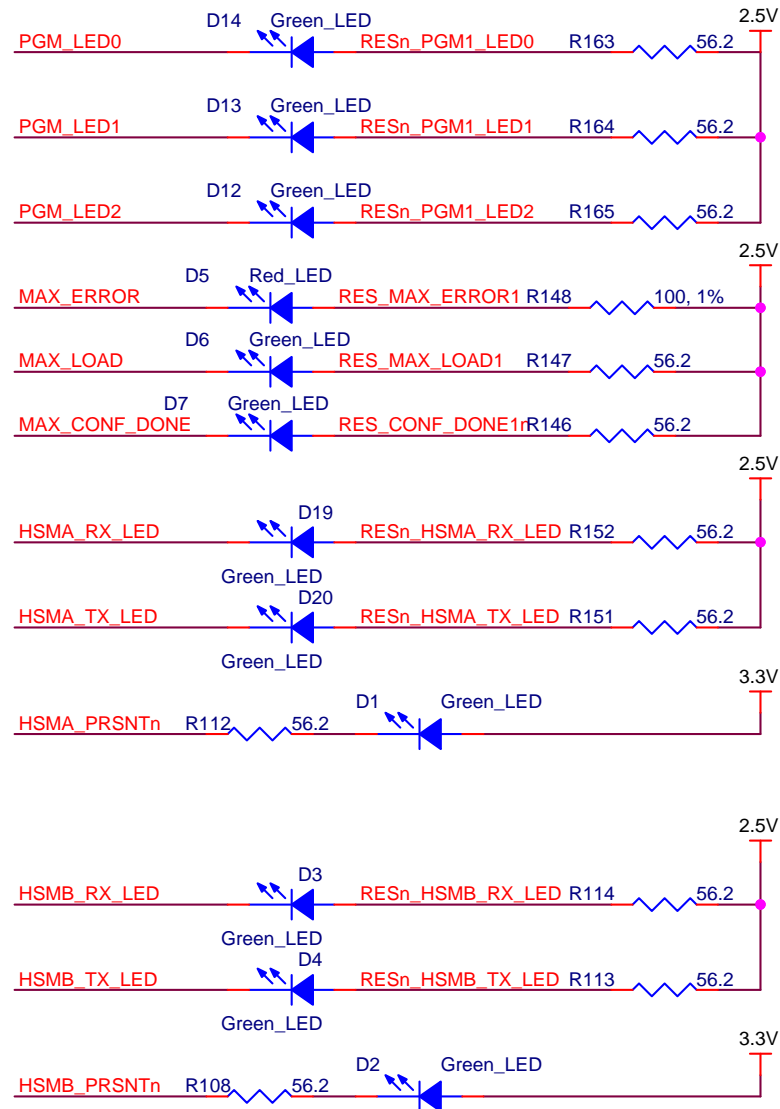 2.5V
D14 Green_LED
PGM_LED0 RESn_PGM1_LED0 R163 56.2
D13 Green_LED
PGM_LED1 RESn_PGM1_LED1 R164 56.2
D12 Green_LED
PGM_LED2 RESn_PGM1_LED2 R165 56.2
2.5V
D5 Red_LED
MAX_ERROR RES_MAX_ERROR1 R148 100, 1%
D6 Green_LED
MAX_LOAD RES_MAX_LOAD1 R147 56.2
D7 Green_LED
MAX_CONF_DONE RES_CONF_DONE1n R146 56.2
2.5V
D19
HSMA_RX_LED RESn_HSMA_RX_LED R152 56.2
Green_LED
D20
HSMA_TX_LED RESn_HSMA_TX_LED R151 56.2
Green_LED
3.3V
D1 Green_LED
HSMA_PRSNTn R112 56.2
2.5V
D3
HSMB_RX_LED RESn_HSMB_RX_LED R114 56.2
Green_LED
D4
HSMB_TX_LED RESn_HSMB_TX_LED R113 56.2
Green_LED
3.3V
D2 Green_LED
HSMB_PRSNTn R108 56.2